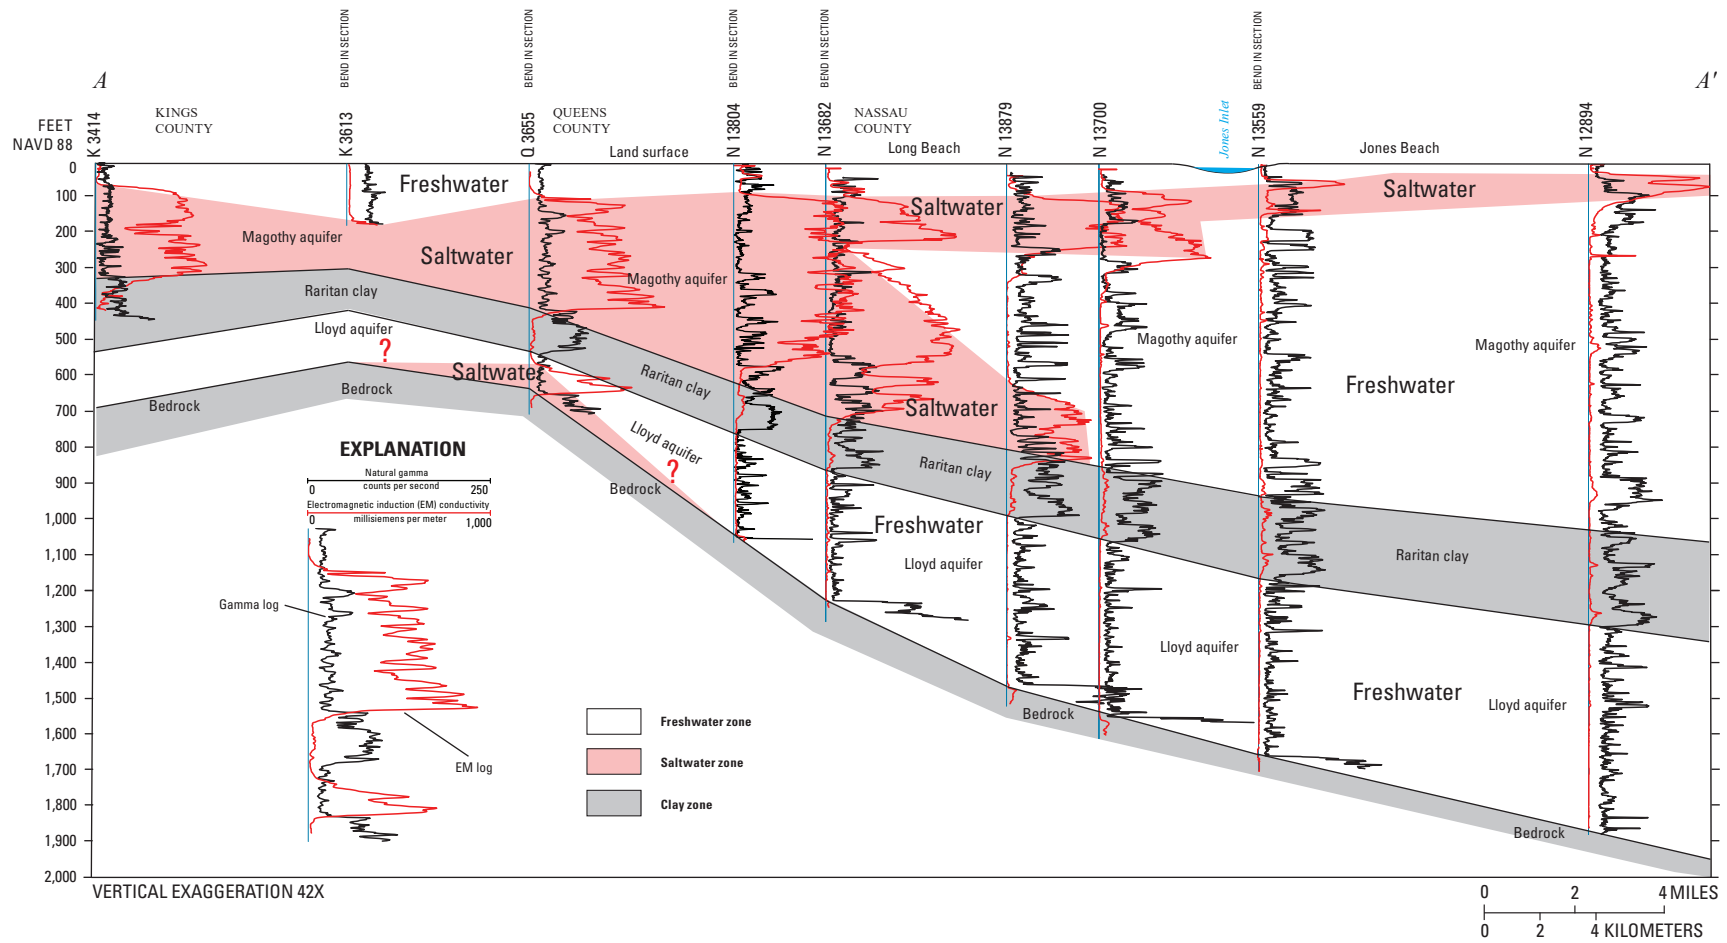 A
A'
BEND IN SECTION
BEND IN SECTION
BEND IN SECTION
BEND IN SECTION
BEND IN SECTION
FEET
NAVD 88
K 3414
KINGS
COUNTY
K 3613
Q 3655
QUEENS
COUNTY
Land surface
N 13804
N 13682
NASSAU
COUNTY
Long Beach
N 13879
N 13700
Jones Inlet
N 13559
Jones Beach
N 12894
0
100
200
300
400
500
600
700
800
900
1,000
1,100
1,200
1,300
1,400
1,500
1,600
1,700
1,800
1,900
2,000
Freshwater
Saltwater
Saltwater
Magothy aquifer
Saltwater
Magothy aquifer
Raritan clay
Lloyd aquifer
?
Magothy aquifer
Magothy aquifer
Saltwater
Raritan clay
Freshwater
Bedrock
Bedrock
Saltwater
Lloyd aquifer
?
Raritan clay
Bedrock
Freshwater
Lloyd aquifer
Raritan clay
Lloyd aquifer
Freshwater
Lloyd aquifer
Bedrock
Bedrock
EXPLANATION
Natural gamma
counts per second
0 250
Electromagnetic induction (EM) conductivity
0 millisiemens per meter 1,000
Gamma log
EM log
Freshwater zone
Saltwater zone
Clay zone
VERTICAL EXAGGERATION 42X
0 2 4 MILES
0 2 4 KILOMETERS